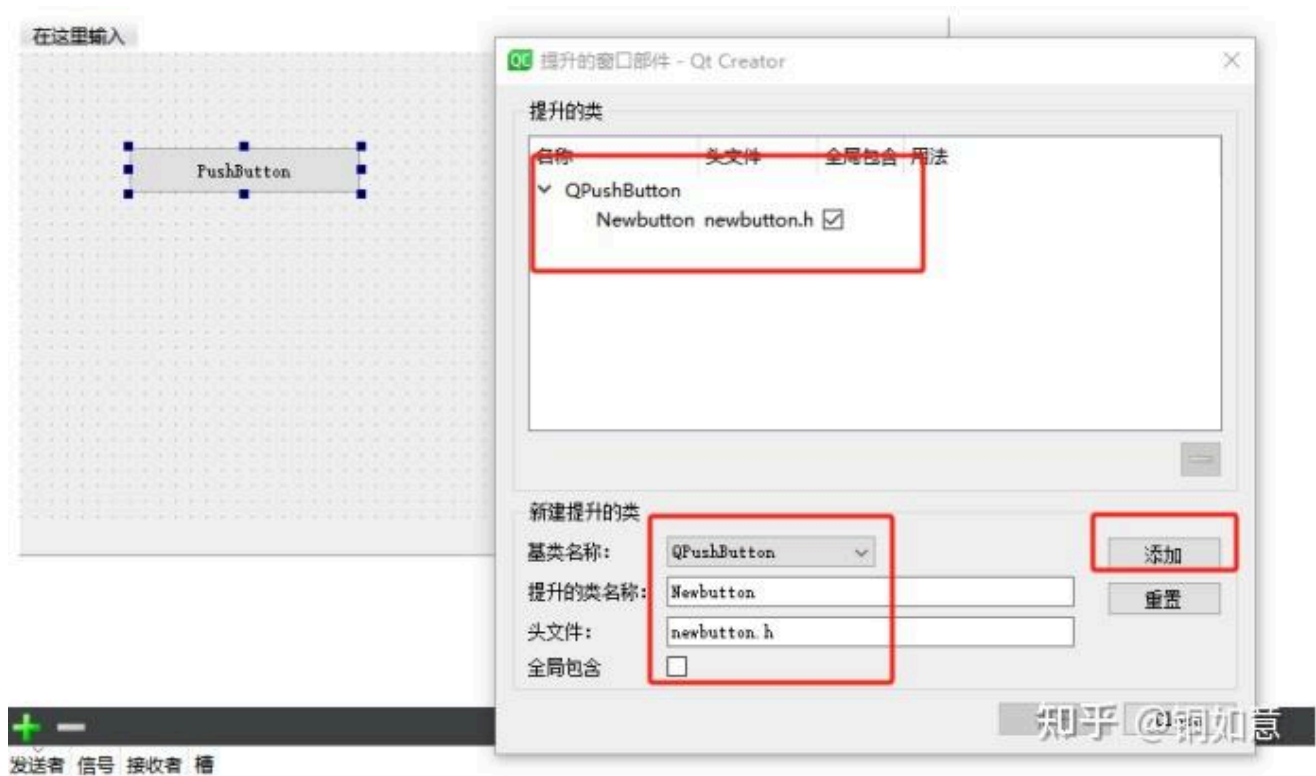 在这里输入
提升的窗口部件 - Qt Creator
PushButton
提升的类
名称 头文件 全局包含 用法
QPushButton
Newbutton newbutton.h
新建提升的类
基类名称: QPushButton
添加
提升的类名称: Newbutton
重置
头文件: newbutton.h
全局包含
知乎 @铜如意
发送者 信号 接收者 槽